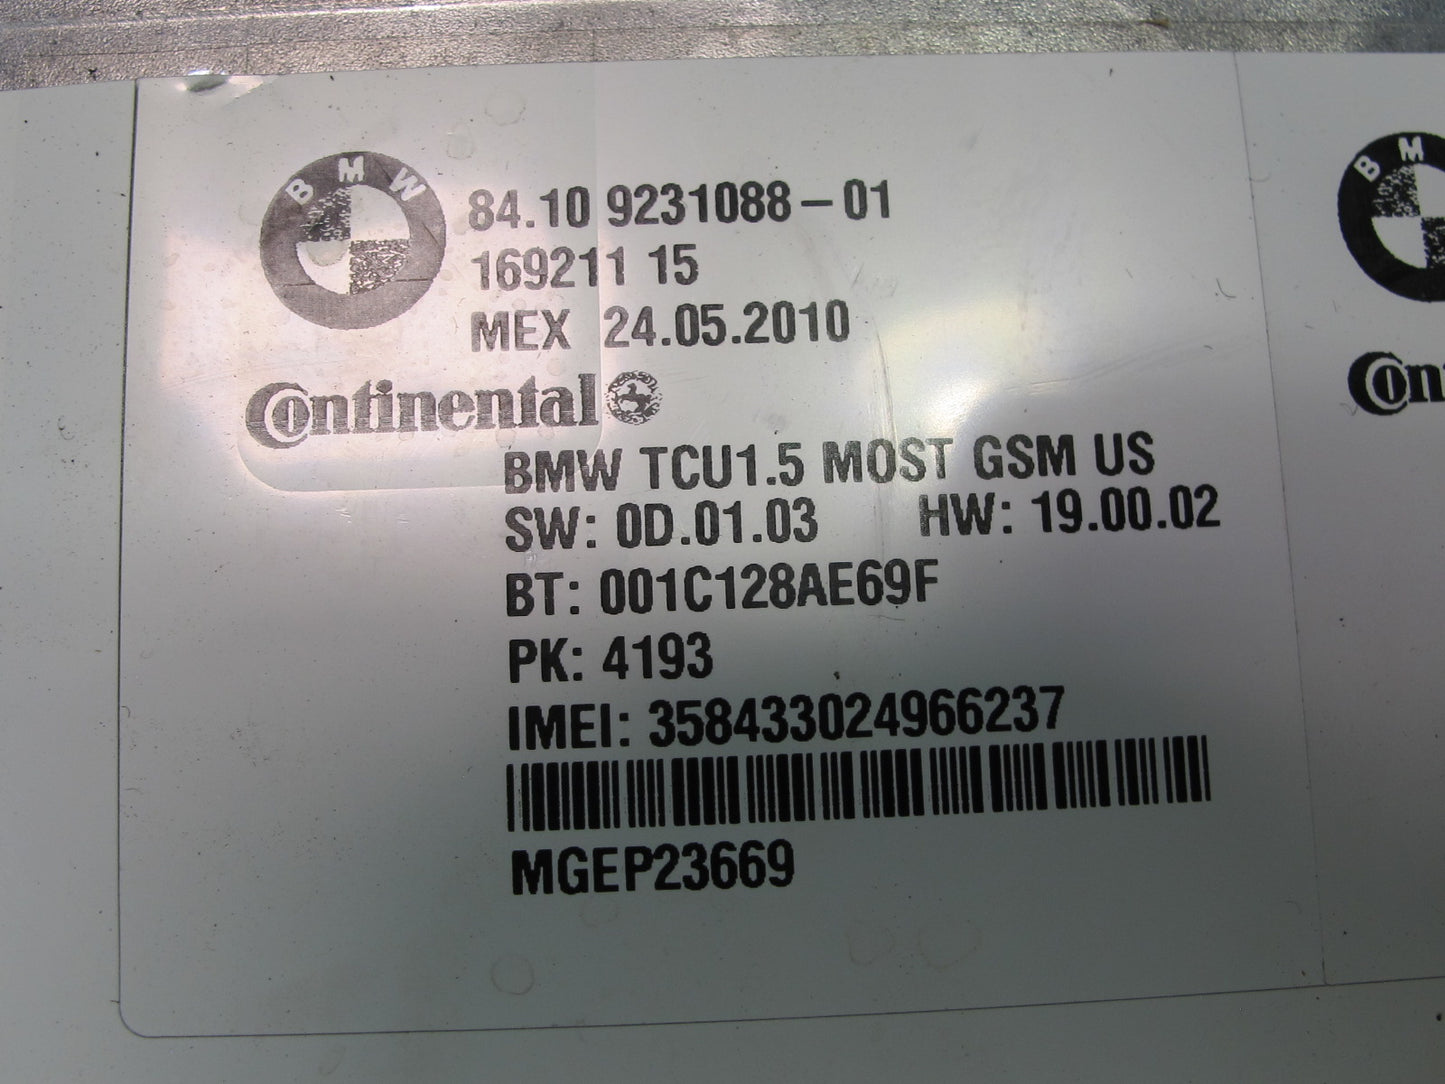 BMW
84.10 9231088-01
169211 15
MEX 24.05.2010
Continental
BMW TCU1.5 MOST GSM US
SW: 0D.01.03 HW: 19.00.02
BT: 001C128AE69F
PK: 4193
IMEI: 358433024966237
MGEP23669
B M
Con